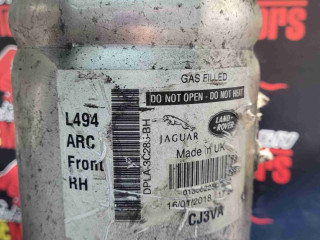 GAS FILLED
DO NOT OPEN - DO NOT HEAT
L494
ARC
Front
RH
DPLA-3C285-BH
JAGUAR
LAND-
ROVER
Made in UK
CJ3VA